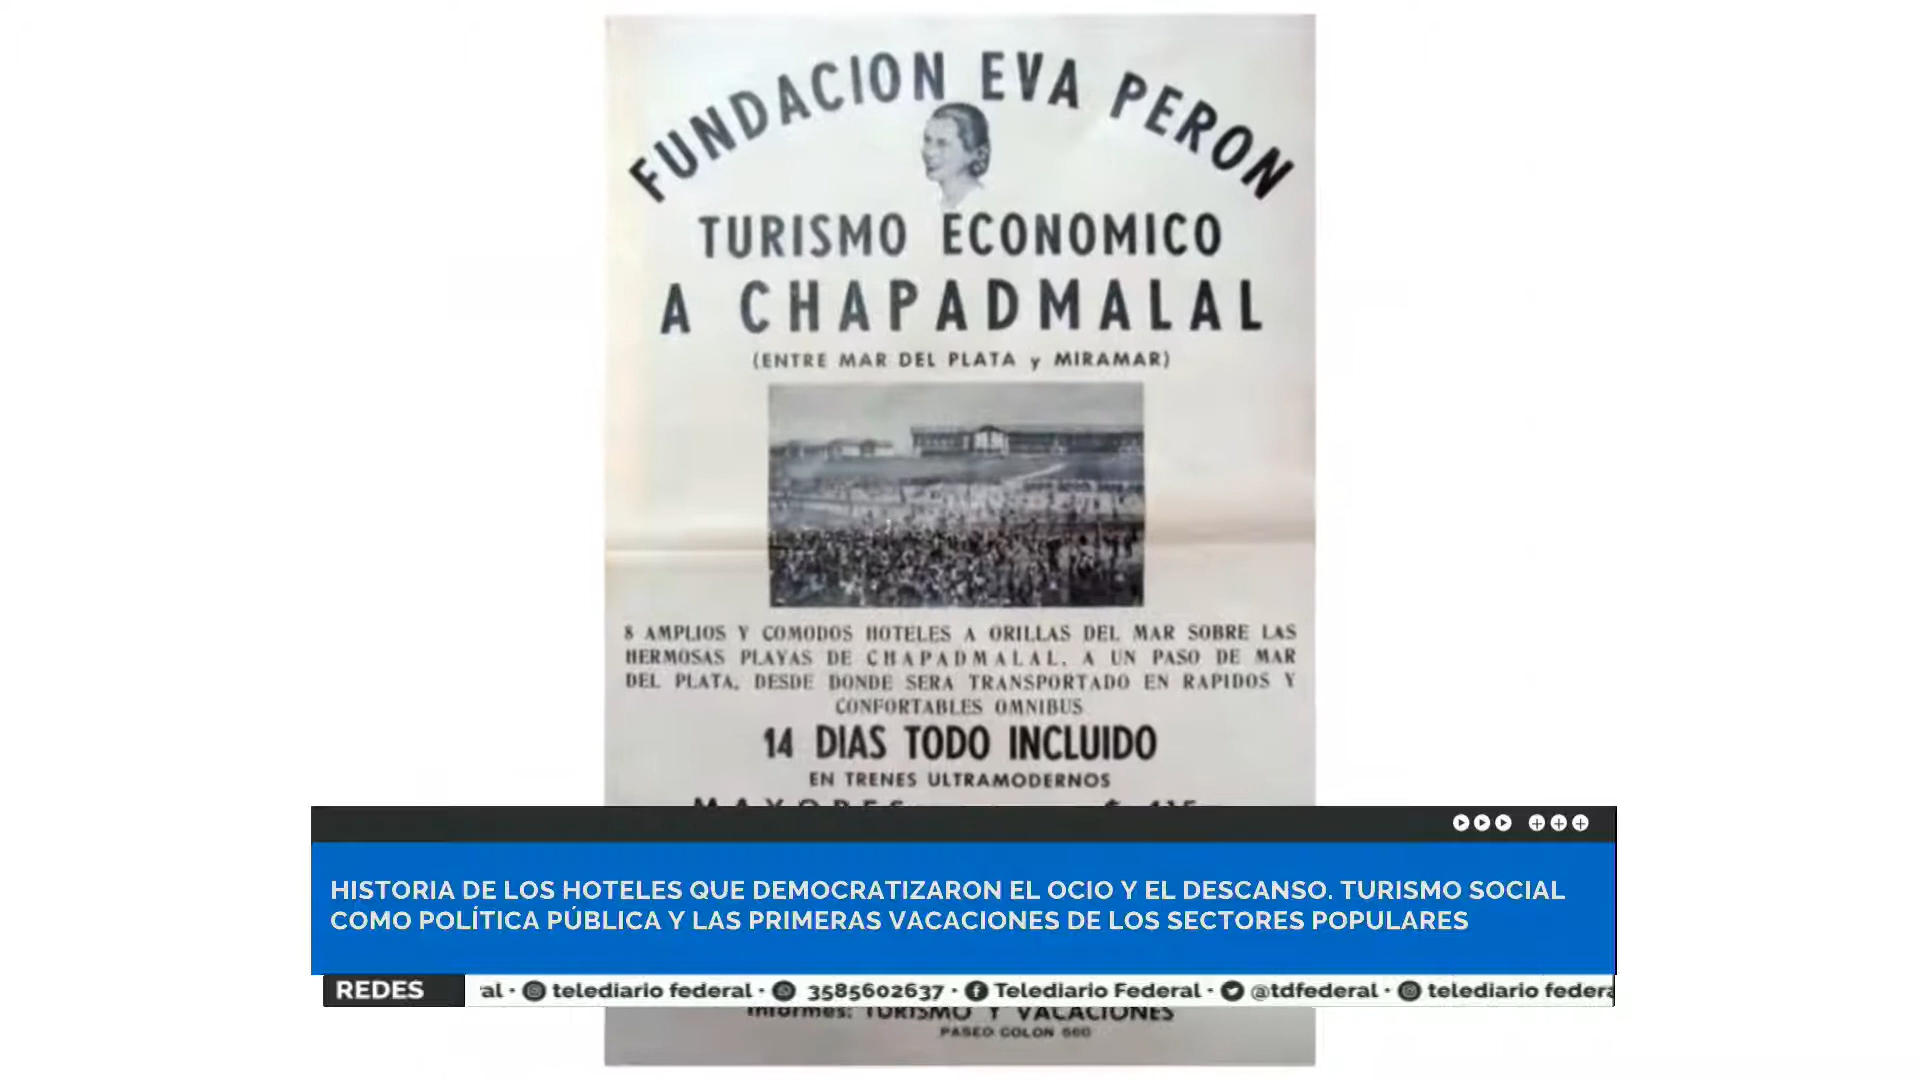 FUNDACION EVA PERON
TURISMO ECONOMICO
A CHAPADMALAL
(ENTRE MAR DEL PLATA y MIRAMAR)
8 AMPLIOS Y COMODOS HOTELES A ORILLAS DEL MAR SOBRE LAS
HERMOSAS PLAYAS DE CHAPADMALAL, A UN PASO DE MAR
DEL PLATA, DESDE DONDE SERA TRANSPORTADO EN RAPIDOS Y
CONFORTABLES OMNIBUS
14 DIAS TODO INCLUIDO
EN TRENES ULTRAMODERNOS
MAYORES
HISTORIA DE LOS HOTELES QUE DEMOCRATIZARON EL OCIO Y EL DESCANSO. TURISMO SOCIAL
COMO POLÍTICA PÚBLICA Y LAS PRIMERAS VACACIONES DE LOS SECTORES POPULARES
REDES al · telediario federal · 3585602637 · Telediario Federal · @tdfederal · telediario federa
Informes: TURISMO Y VACACIONES
PASEO COLON